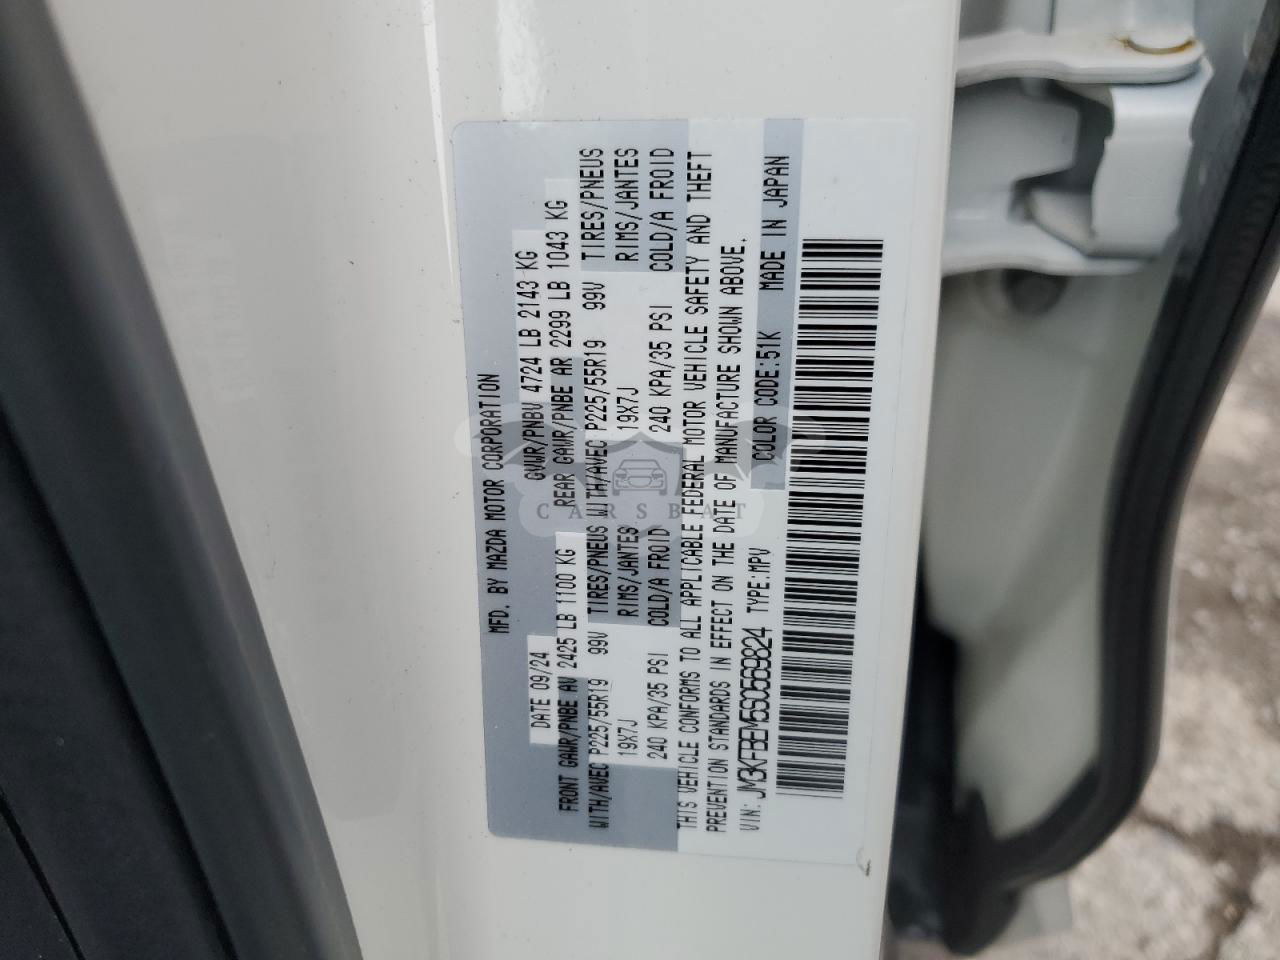 MFD. BY MAZDA MOTOR CORPORATION
DATE 09/24 GVWR/PNBV 4724 LB 2143 KG
FRONT GAWR/PNBE AV 2425 LB 1100 KG REAR GAWR/PNBE AR 2299 LB 1043 KG
WITH/AVEC P225/55R19 99V TIRES/PNEUS WITH/AVEC P225/55R19 99V TIRES/PNEUS
19X7J RIMS/JANTES 19X7J RIMS/JANTES
240 KPA/35 PSI COLD/A FROID 240 KPA/35 PSI COLD/A FROID
THIS VEHICLE CONFORMS TO ALL APPLICABLE FEDERAL MOTOR VEHICLE SAFETY AND THEFT
PREVENTION STANDARDS IN EFFECT ON THE DATE OF MANUFACTURE SHOWN ABOVE.
VIN: JM3KFBEM5S0569824 TYPE:MPV COLOR CODE:51K MADE IN JAPAN
CARSBAT